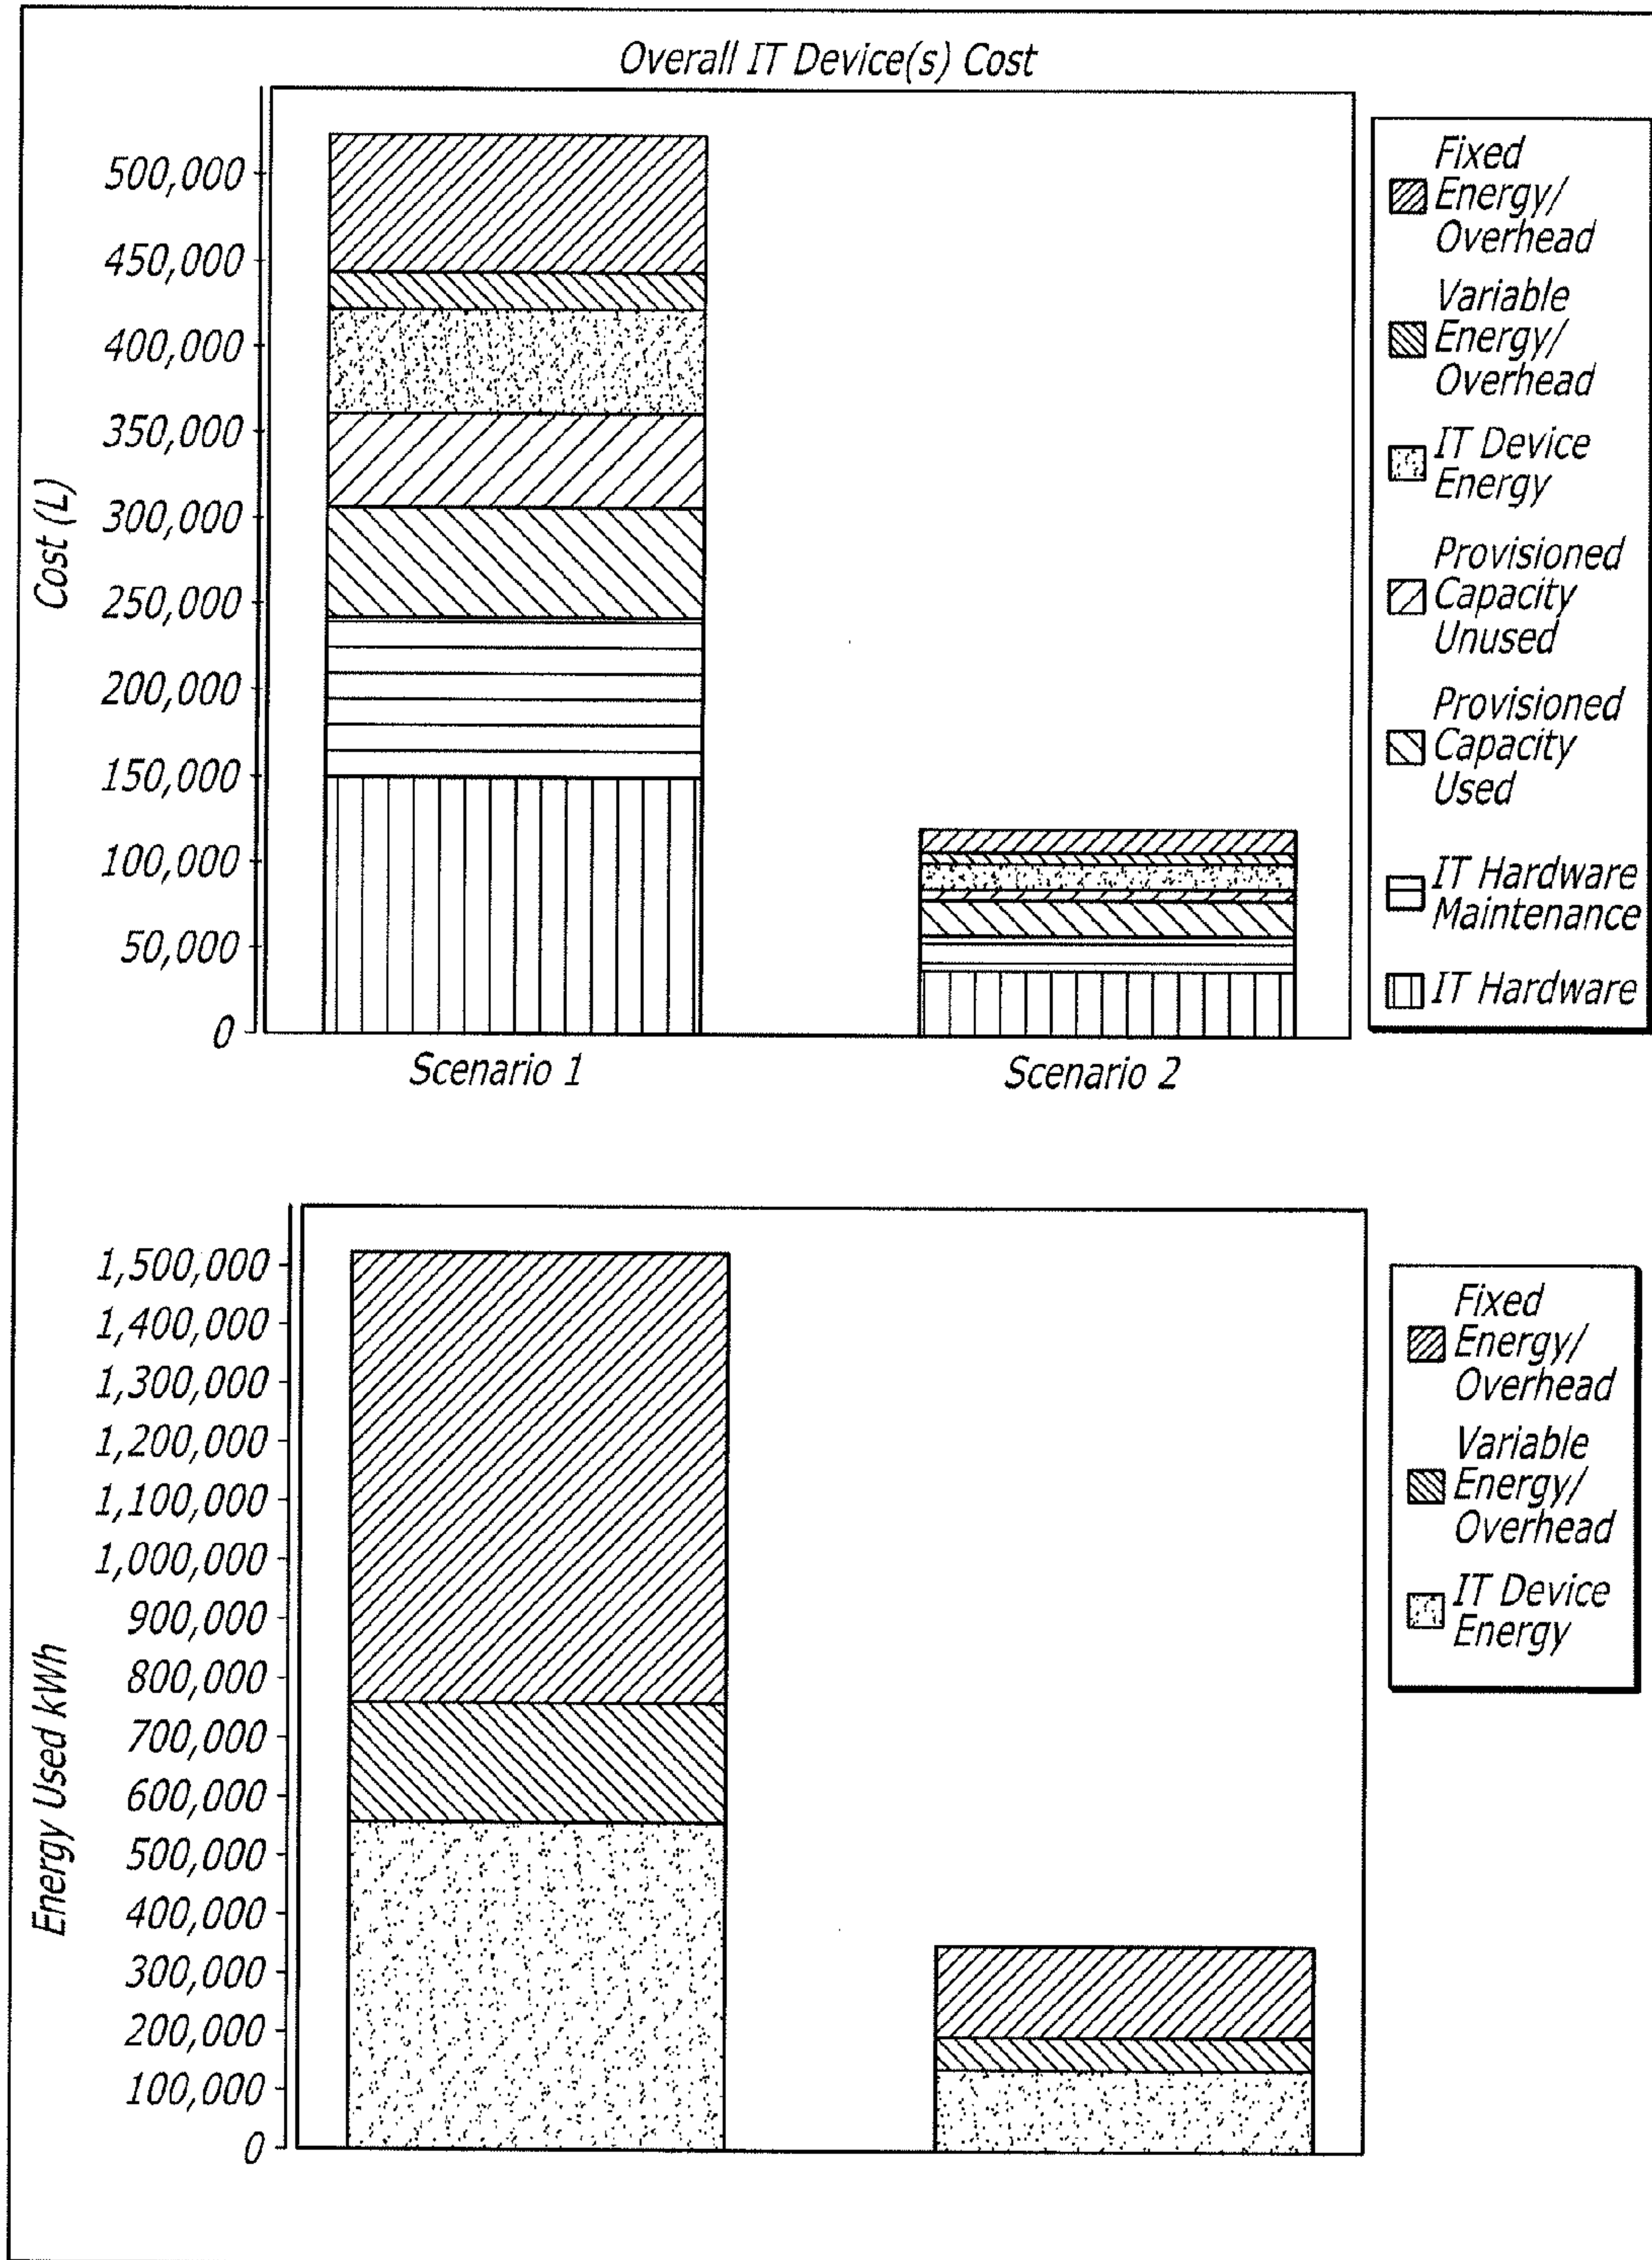 Overall IT Device(s) Cost
Cost (L)
500,000
450,000
400,000
350,000
300,000
250,000
200,000
150,000
100,000
50,000
0
Scenario 1
Scenario 2
Fixed
Energy/
Overhead
Variable
Energy/
Overhead
IT Device
Energy
Provisioned
Capacity
Unused
Provisioned
Capacity
Used
IT Hardware
Maintenance
IT Hardware
Energy Used kWh
1,500,000
1,400,000
1,300,000
1,200,000
1,100,000
1,000,000
900,000
800,000
700,000
600,000
500,000
400,000
300,000
200,000
100,000
0
Fixed
Energy/
Overhead
Variable
Energy/
Overhead
IT Device
Energy